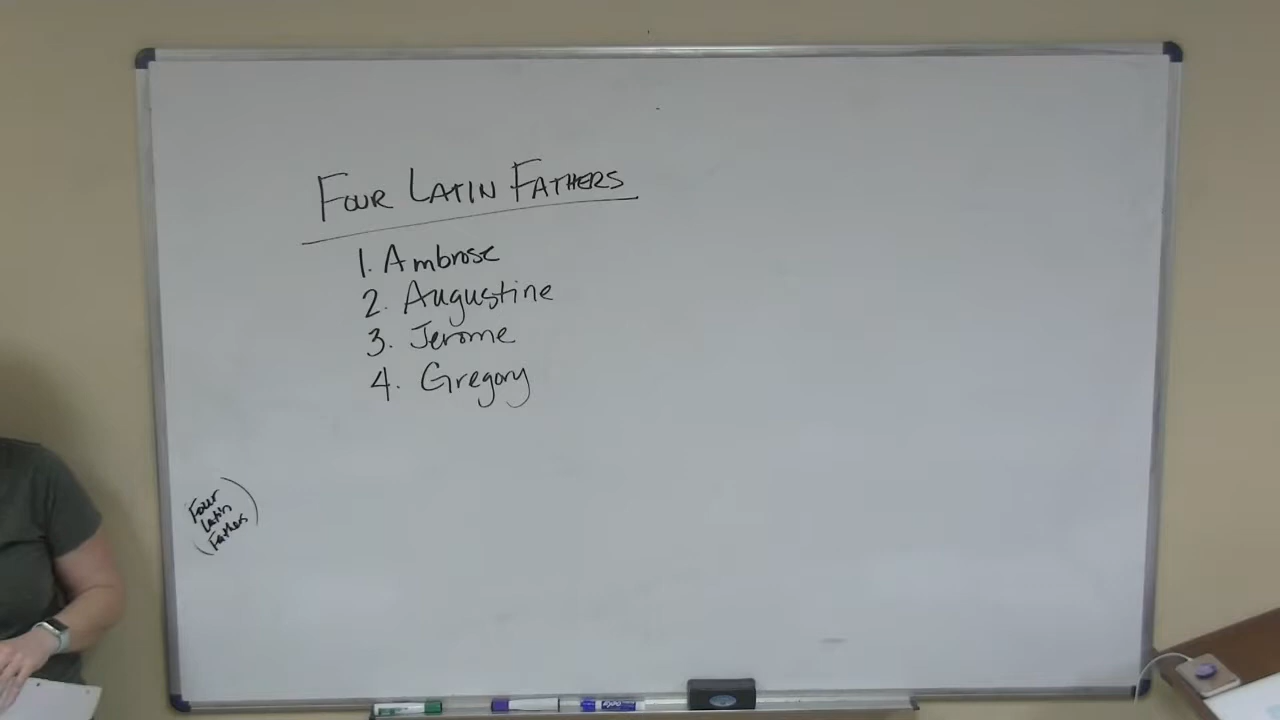 FOUR LATIN FATHERS
1. Ambrose
2. Augustine
3. Jerome
4. Gregory
Four
Latin
Fathers